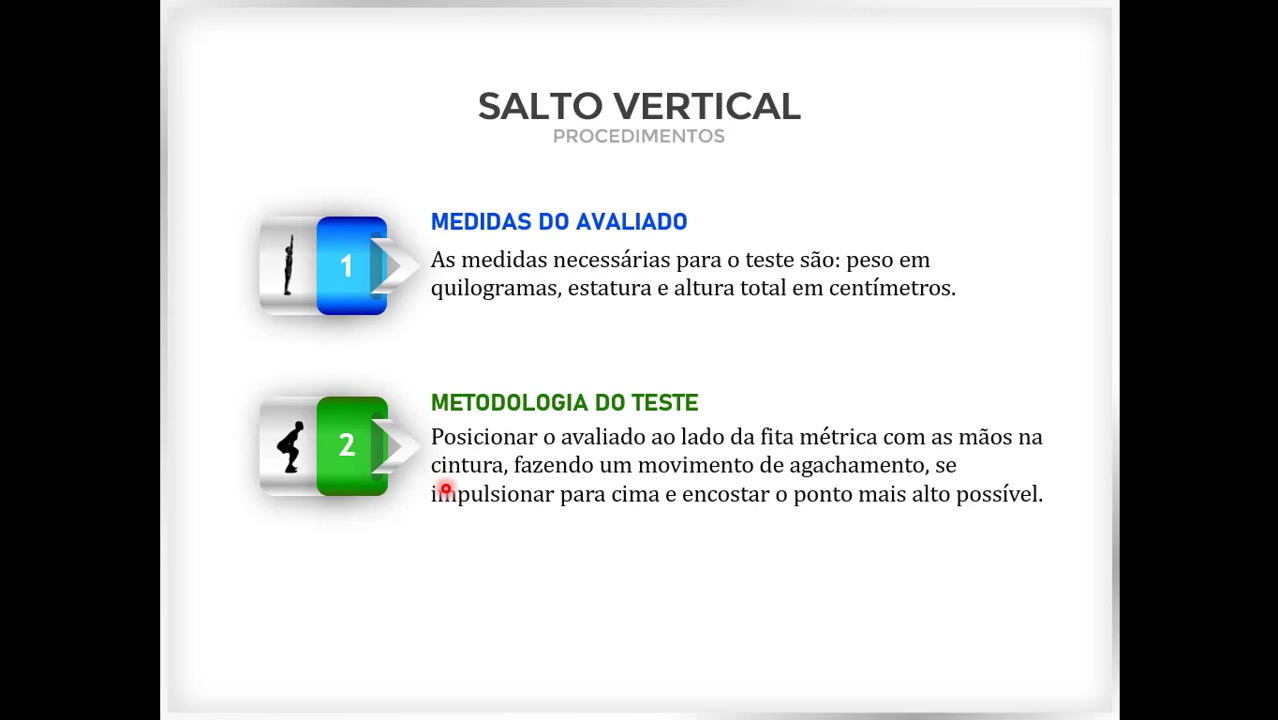 SALTO VERTICAL
PROCEDIMENTOS
1
MEDIDAS DO AVALIADO
As medidas necessárias para o teste são: peso em
quilogramas, estatura e altura total em centímetros.
2
METODOLOGIA DO TESTE
Posicionar o avaliado ao lado da fita métrica com as mãos na
cintura, fazendo um movimento de agachamento, se
impulsionar para cima e encostar o ponto mais alto possível.